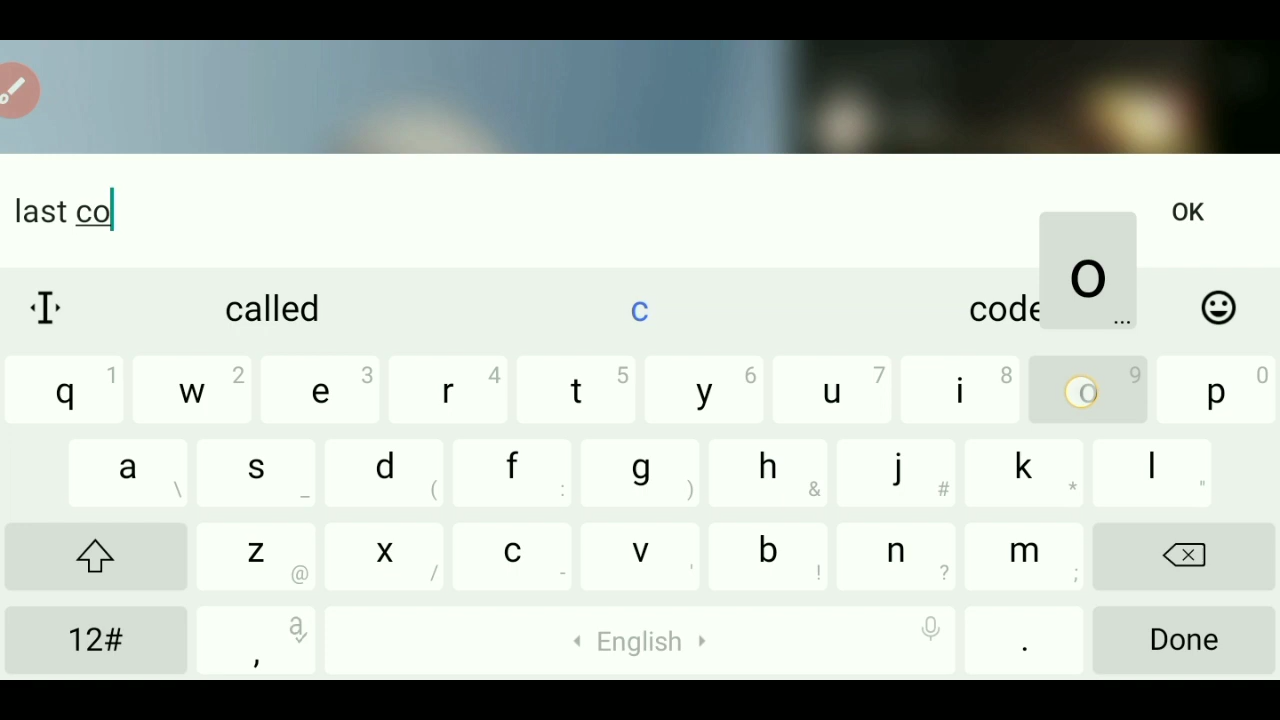 last co
OK
o
...
called c code
q 1 w 2 e 3 r 4 t 5 y 6 u 7 i 8 o 9 p 0
a \ s _ d ( f : g ) h & j # k * l "
z @ x / c - v ' b ! n ? m ;
12# , a English . Done